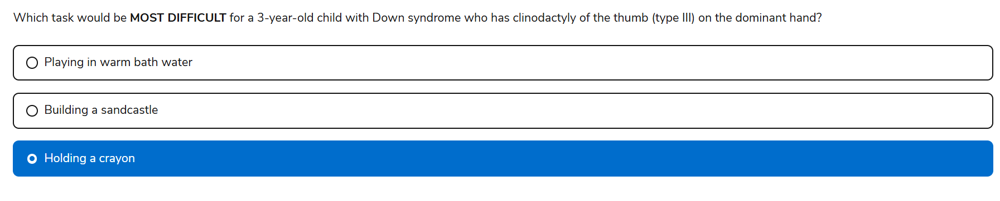 Which task would be MOST DIFFICULT for a 3-year-old child with Down syndrome who has clinodactyly of the thumb (type III) on the dominant hand?
Playing in warm bath water
Building a sandcastle
Holding a crayon